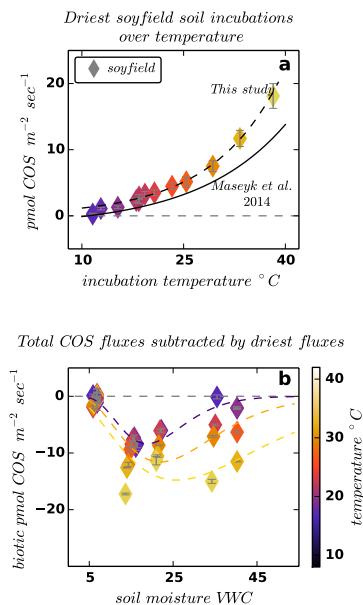 Driest soyfield soil incubations
over temperature
a
soyfield
This study
Maseyk et al.
2014
pmol COS m⁻² sec⁻¹
20
15
10
5
0
10
25
40
incubation temperature °C
Total COS fluxes subtracted by driest fluxes
b
biotic pmol COS m⁻² sec⁻¹
0
−10
−20
5
25
45
soil moisture VWC
40
30
20
10
temperature °C